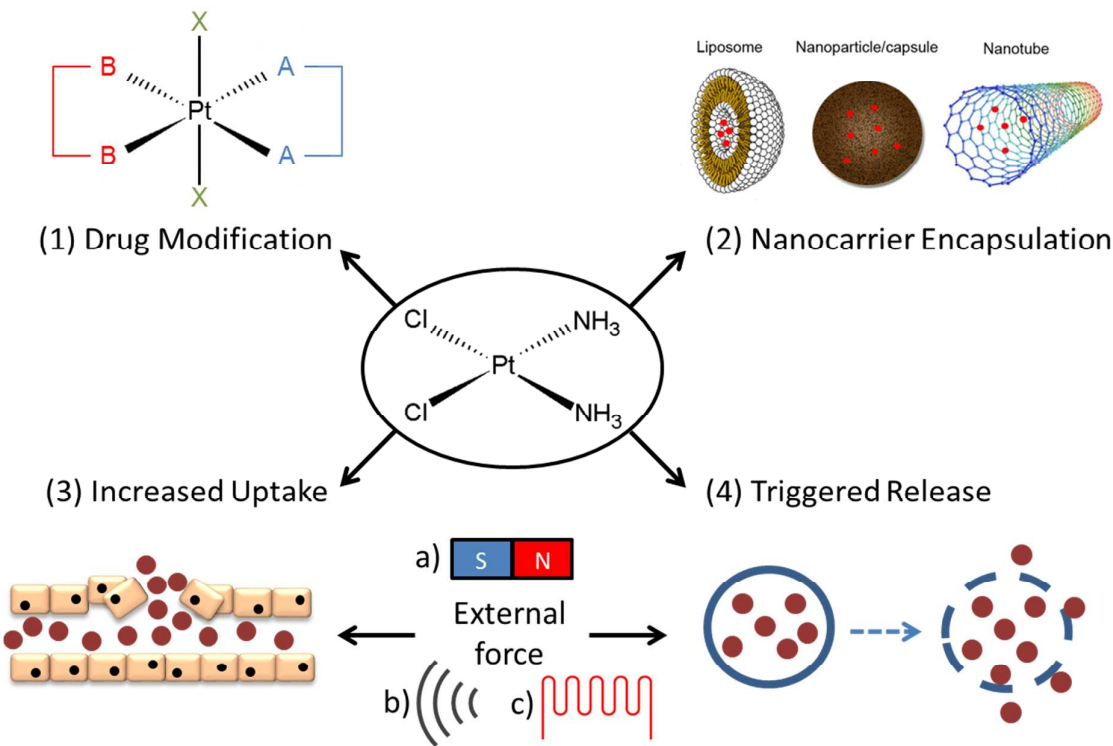 X
B
A
Pt
B
A
X
(1) Drug Modification
Liposome
Nanoparticle/capsule
Nanotube
(2) Nanocarrier Encapsulation
Cl
NH3
Pt
Cl
NH3
(3) Increased Uptake
(4) Triggered Release
a)
S
N
External
force
b)
c)